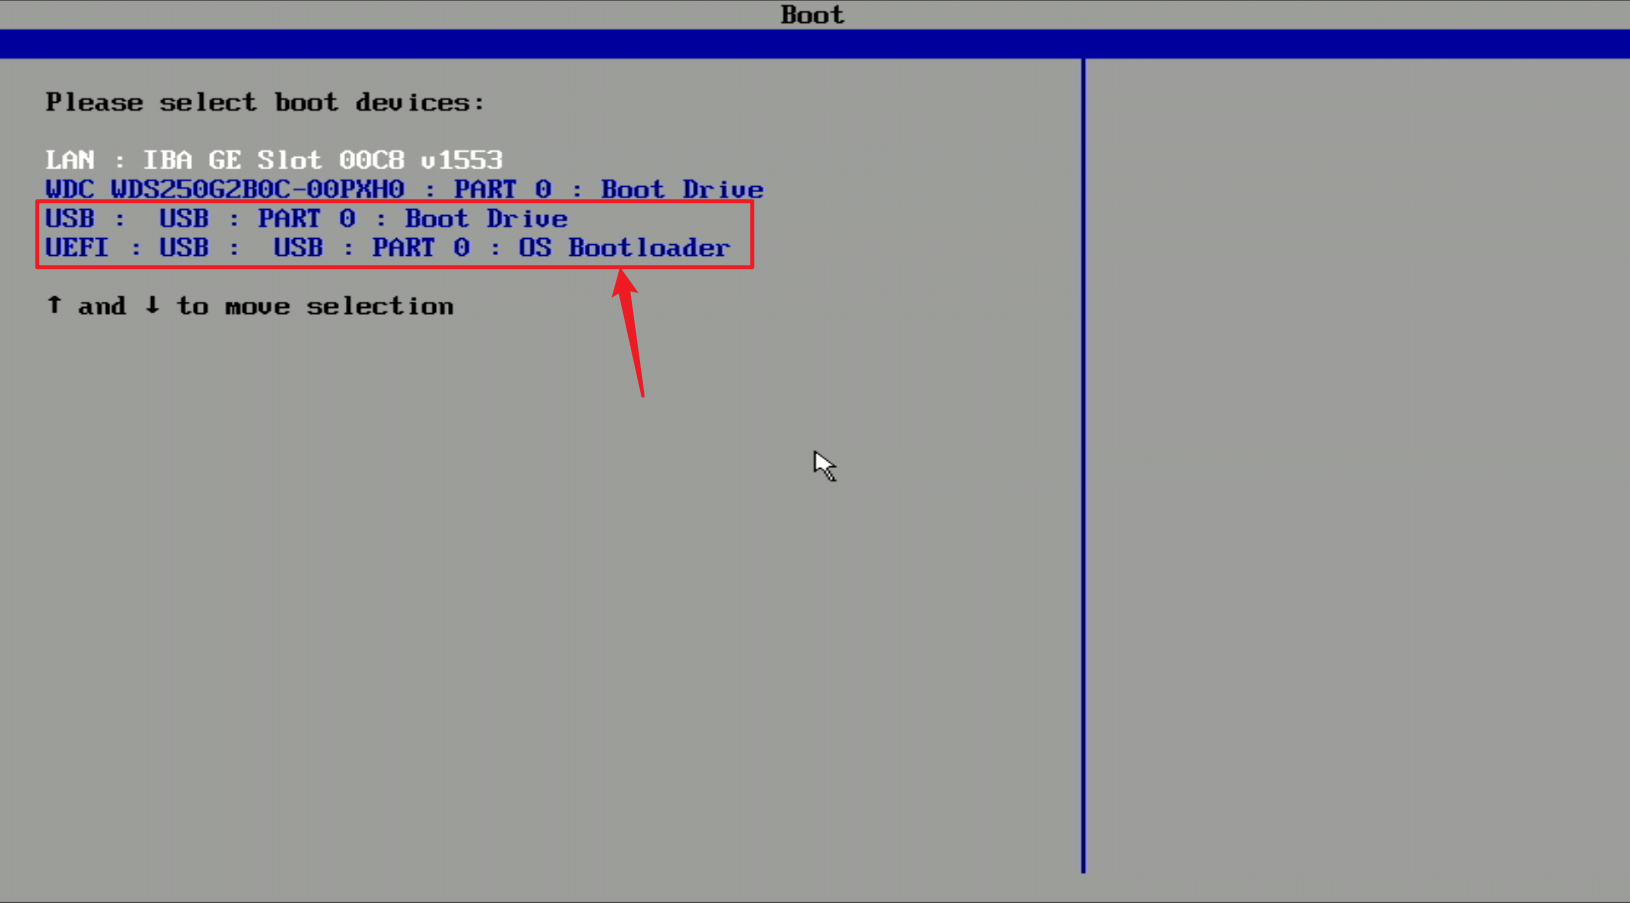 Boot
Please select boot devices:
LAN : IBA GE Slot 00C8 v1553
WDC WDS250G2B0C-00PXH0 : PART 0 : Boot Drive
USB :  USB : PART 0 : Boot Drive
UEFI : USB :  USB : PART 0 : OS Bootloader
↑ and ↓ to move selection